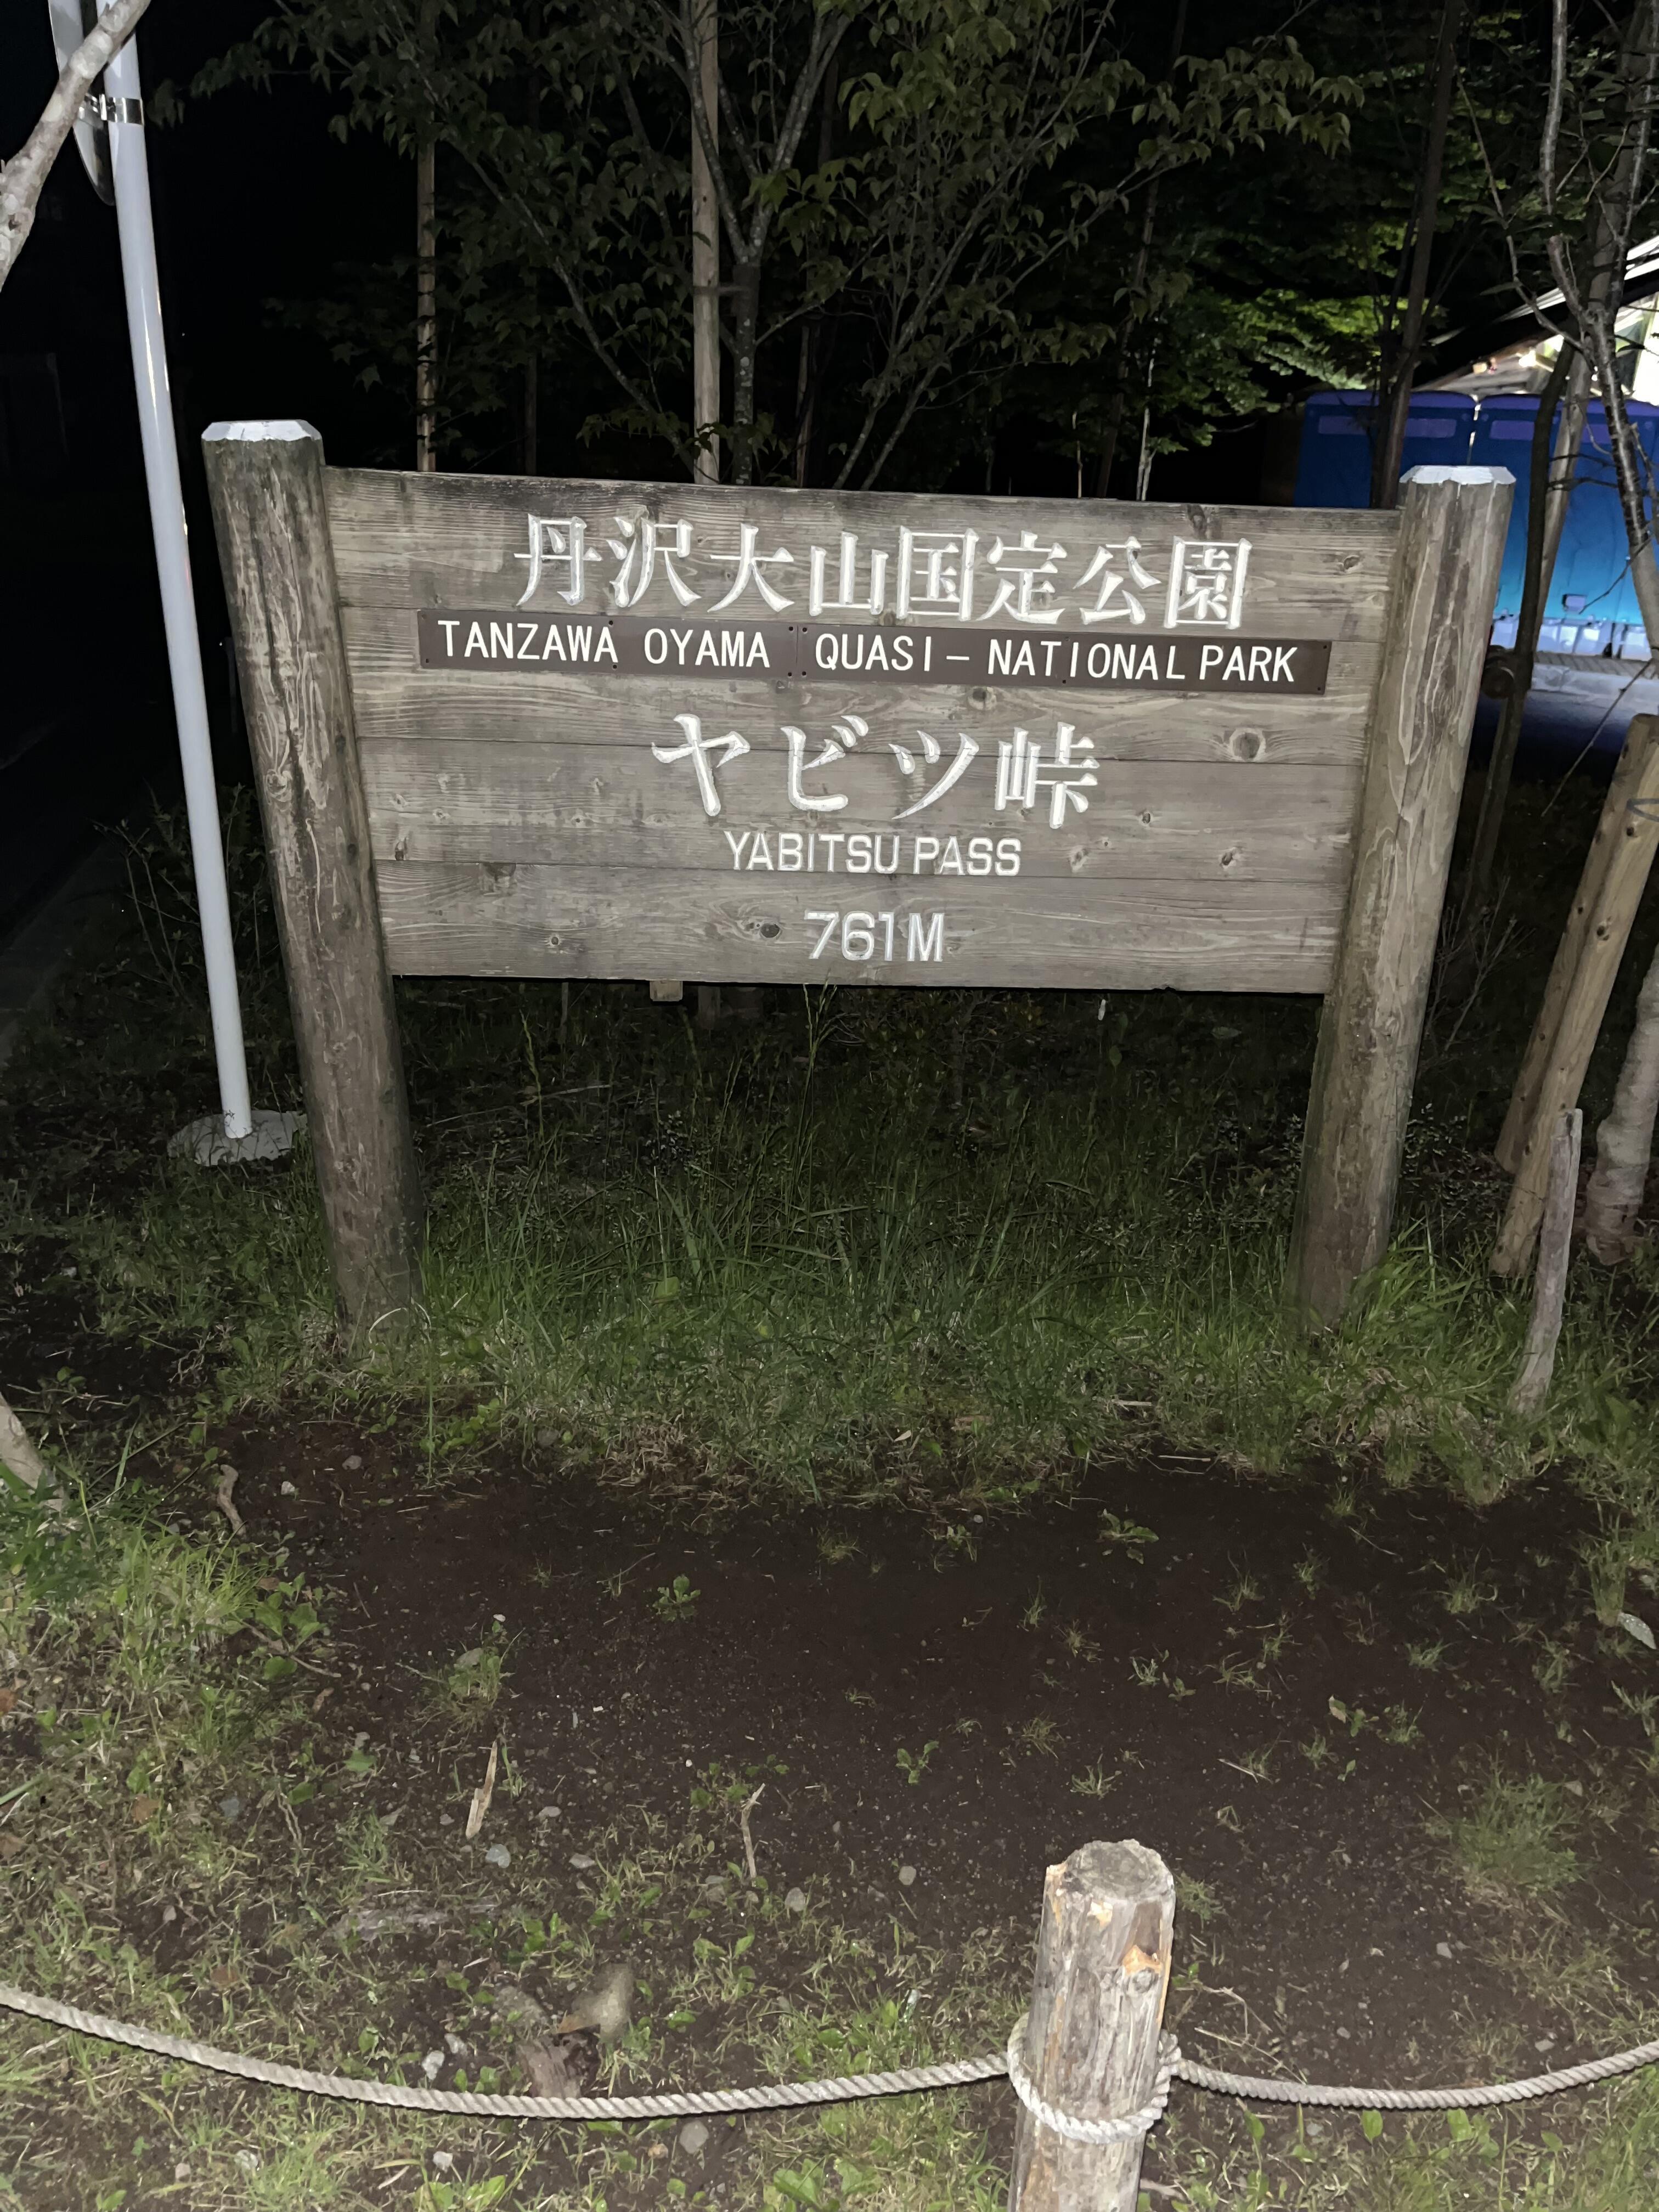 丹沢大山国定公園
TANZAWA OYAMA QUASI-NATIONAL PARK
ヤビツ峠
YABITSU PASS
761M